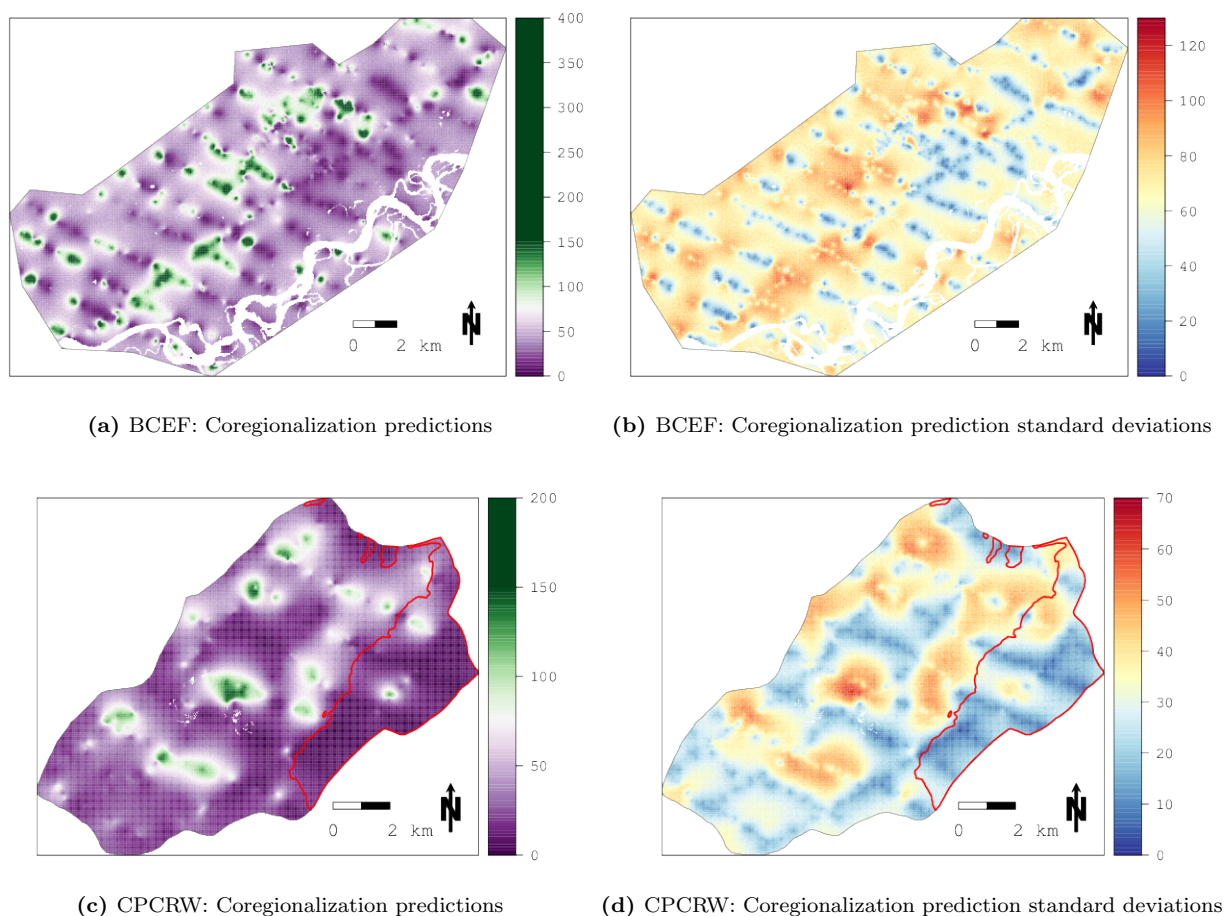 400
350
300
250
200
150
100
50
0
N
0 2 km
120
100
80
60
40
20
0
N
0 2 km
(a) BCEF: Coregionalization predictions
(b) BCEF: Coregionalization prediction standard deviations
200
150
100
50
0
N
0 2 km
70
60
50
40
30
20
10
0
N
0 2 km
(c) CPCRW: Coregionalization predictions
(d) CPCRW: Coregionalization prediction standard deviations